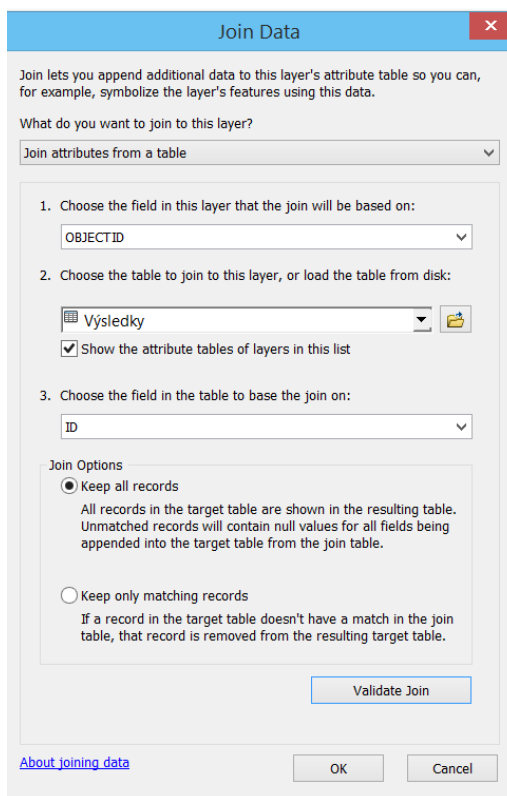 Join Data
Join lets you append additional data to this layer's attribute table so you can,
for example, symbolize the layer's features using this data.
What do you want to join to this layer?
Join attributes from a table
1. Choose the field in this layer that the join will be based on:
OBJECTID
2. Choose the table to join to this layer, or load the table from disk:
Výsledky
Show the attribute tables of layers in this list
3. Choose the field in the table to base the join on:
ID
Join Options
Keep all records
All records in the target table are shown in the resulting table.
Unmatched records will contain null values for all fields being
appended into the target table from the join table.
Keep only matching records
If a record in the target table doesn't have a match in the join
table, that record is removed from the resulting target table.
Validate Join
About joining data
OK
Cancel